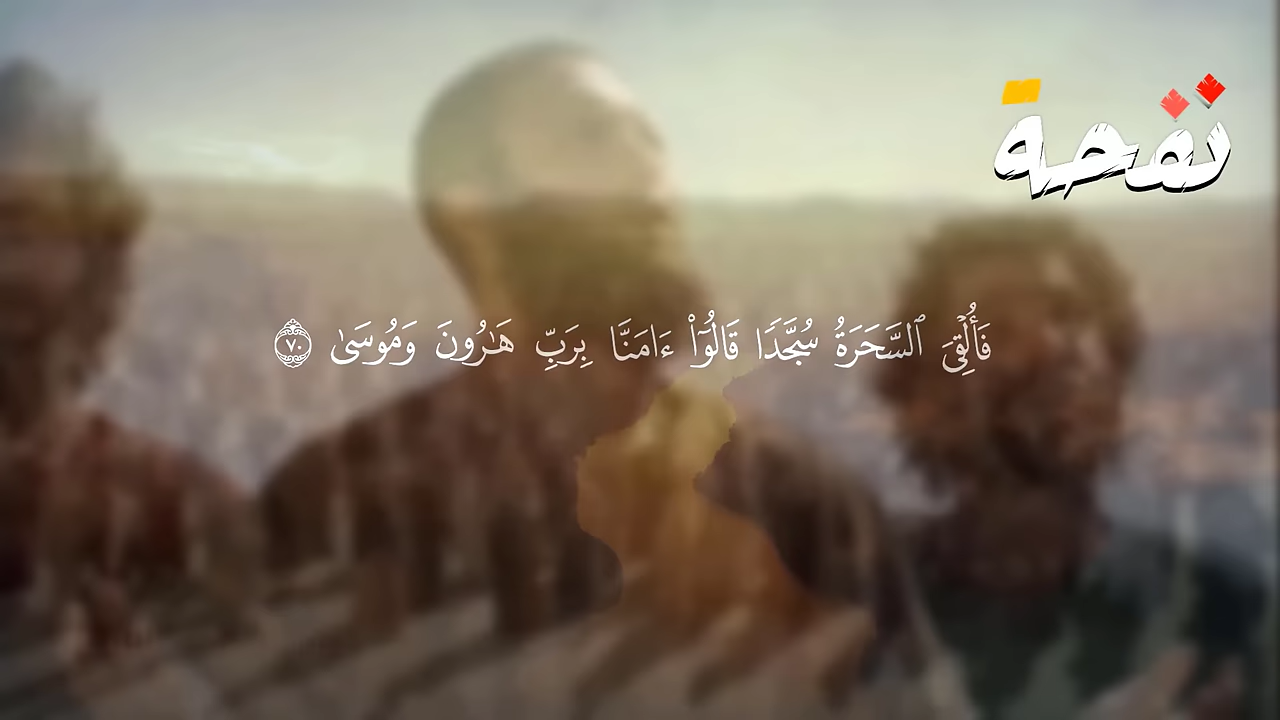 نفحة
فَأُلْقِىَ ٱلسَّحَرَةُ سُجَّدًا قَالُوٓا۟ ءَامَنَّا بِرَبِّ هَـٰرُونَ وَمُوسَىٰ ٧٠